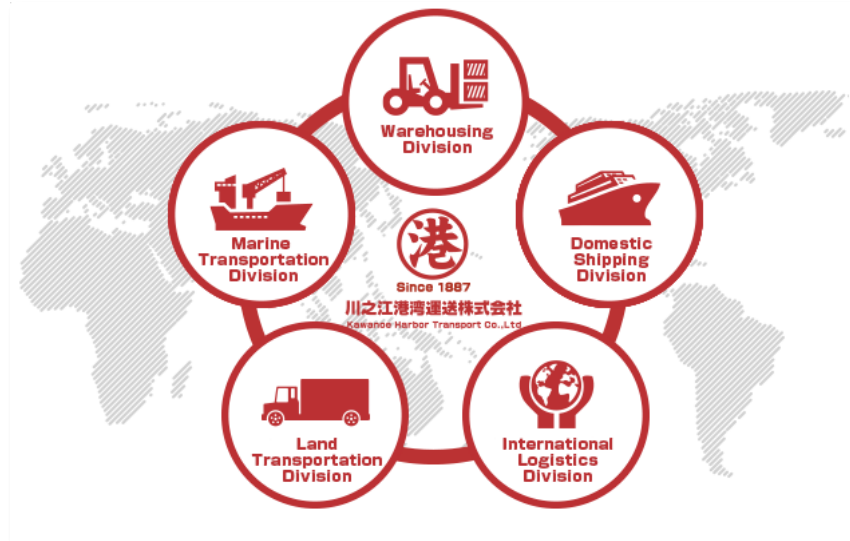 Warehousing
Division
Marine
Transportation
Division
Domestic
Shipping
Division
港
Since 1887
川之江港湾運送株式会社
Kawanoe Harbor Transport Co.,Ltd
Land
Transportation
Division
International
Logistics
Division